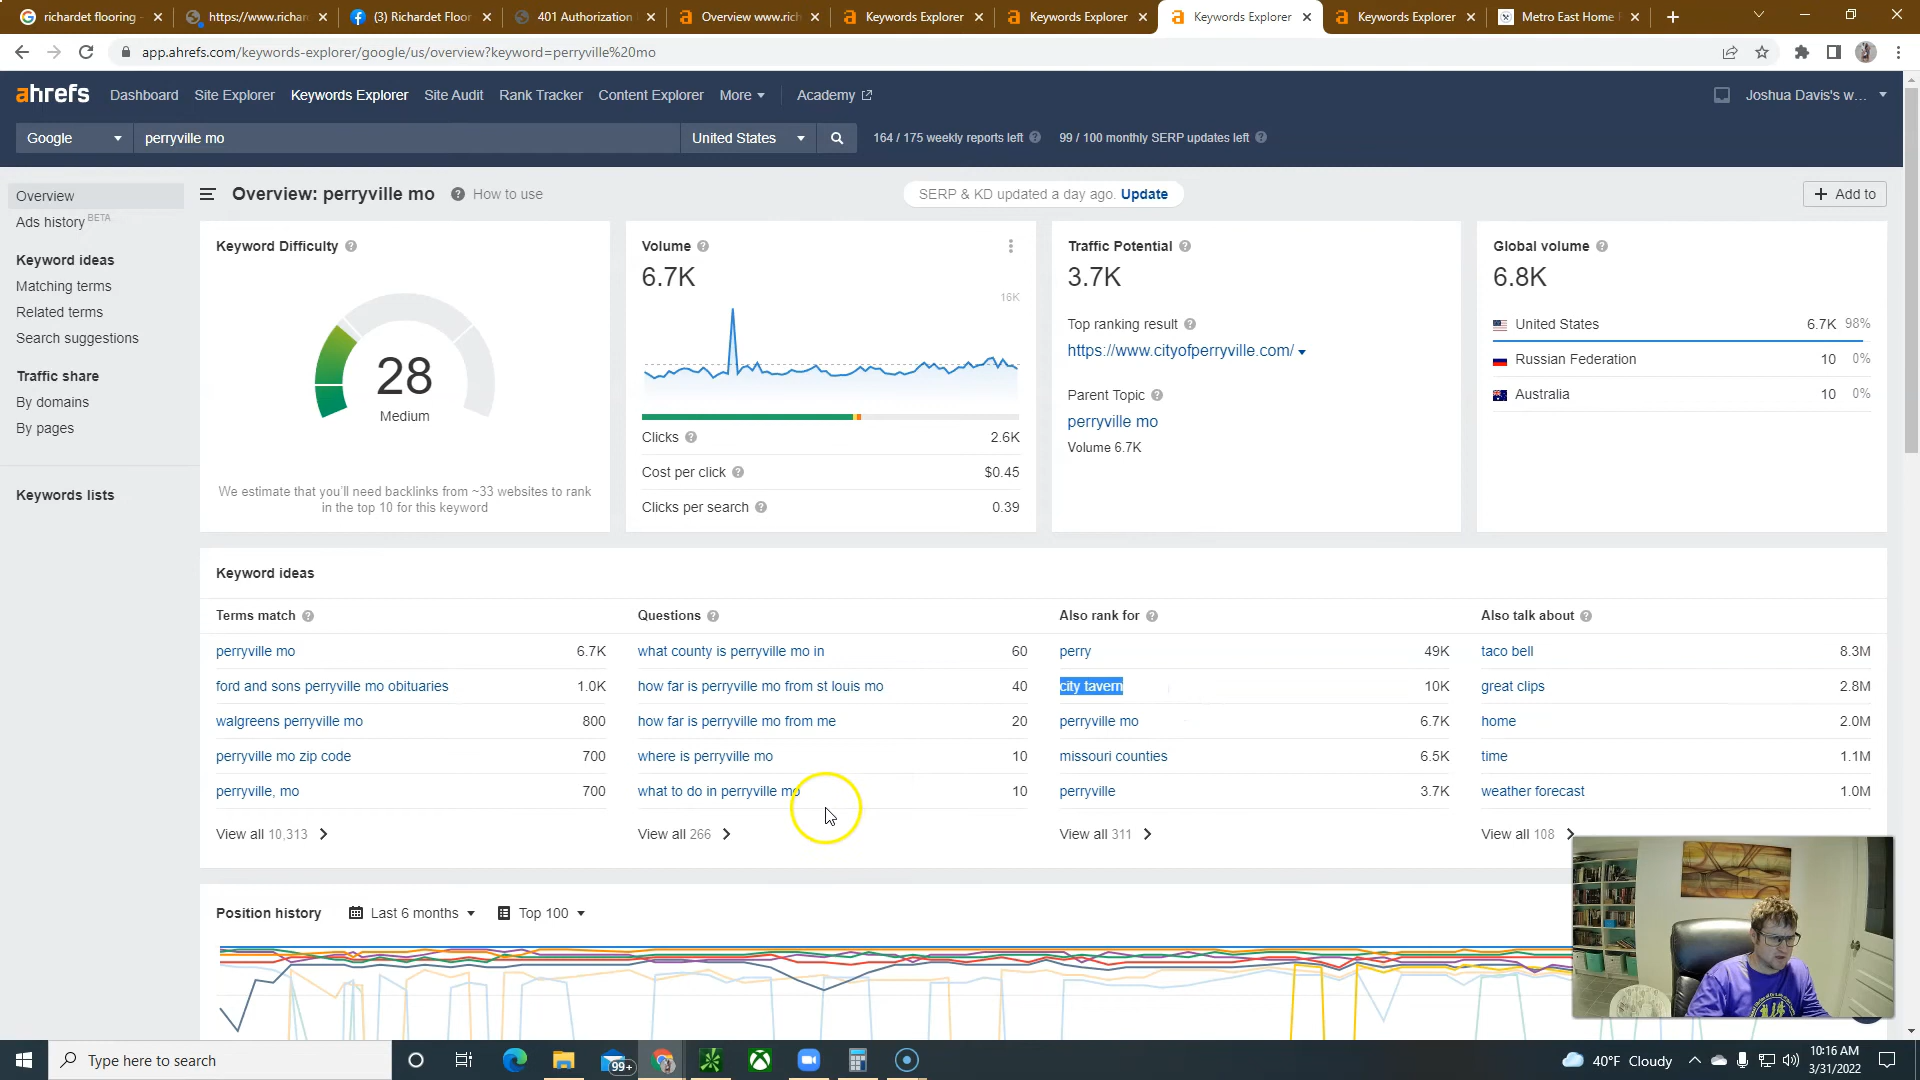 richardet flooring -
https://www.richar
(3) Richardet Floor
401 Authorization
Overview www.rich
Keywords Explorer
Keywords Explorer
Keywords Explorer
Keywords Explorer
Metro East Home
app.ahrefs.com/keywords-explorer/google/us/overview?keyword=perryville%20mo
ahrefs
Dashboard
Site Explorer
Keywords Explorer
Site Audit
Rank Tracker
Content Explorer
More
Academy
Joshua Davis's w...
Google
perryville mo
United States
164 / 175 weekly reports left
99 / 100 monthly SERP updates left
Overview
Ads history BETA
Keyword ideas
Matching terms
Related terms
Search suggestions
Traffic share
By domains
By pages
Keywords lists
Overview: perryville mo
? How to use
SERP & KD updated a day ago. Update
+ Add to
Keyword Difficulty ?
28
Medium
We estimate that you'll need backlinks from ~33 websites to rank
in the top 10 for this keyword
Volume ?
6.7K
16K
Clicks ? 2.6K
Cost per click ? $0.45
Clicks per search ? 0.39
Traffic Potential ?
3.7K
Top ranking result ?
https://www.cityofperryville.com/
Parent Topic ?
perryville mo
Volume 6.7K
Global volume ?
6.8K
United States 6.7K 98%
Russian Federation 10 0%
Australia 10 0%
Keyword ideas
Terms match ?
perryville mo 6.7K
ford and sons perryville mo obituaries 1.0K
walgreens perryville mo 800
perryville mo zip code 700
perryville, mo 700
View all 10,313
Questions ?
what county is perryville mo in 60
how far is perryville mo from st louis mo 40
how far is perryville mo from me 20
where is perryville mo 10
what to do in perryville mo 10
View all 266
Also rank for ?
perry 49K
city tavern 10K
perryville mo 6.7K
missouri counties 6.5K
perryville 3.7K
View all 311
Also talk about ?
taco bell 8.3M
great clips 2.8M
home 2.0M
time 1.1M
weather forecast 1.0M
View all 108
Position history
Last 6 months
Top 100
Type here to search
99+
40°F Cloudy
10:16 AM
3/31/2022